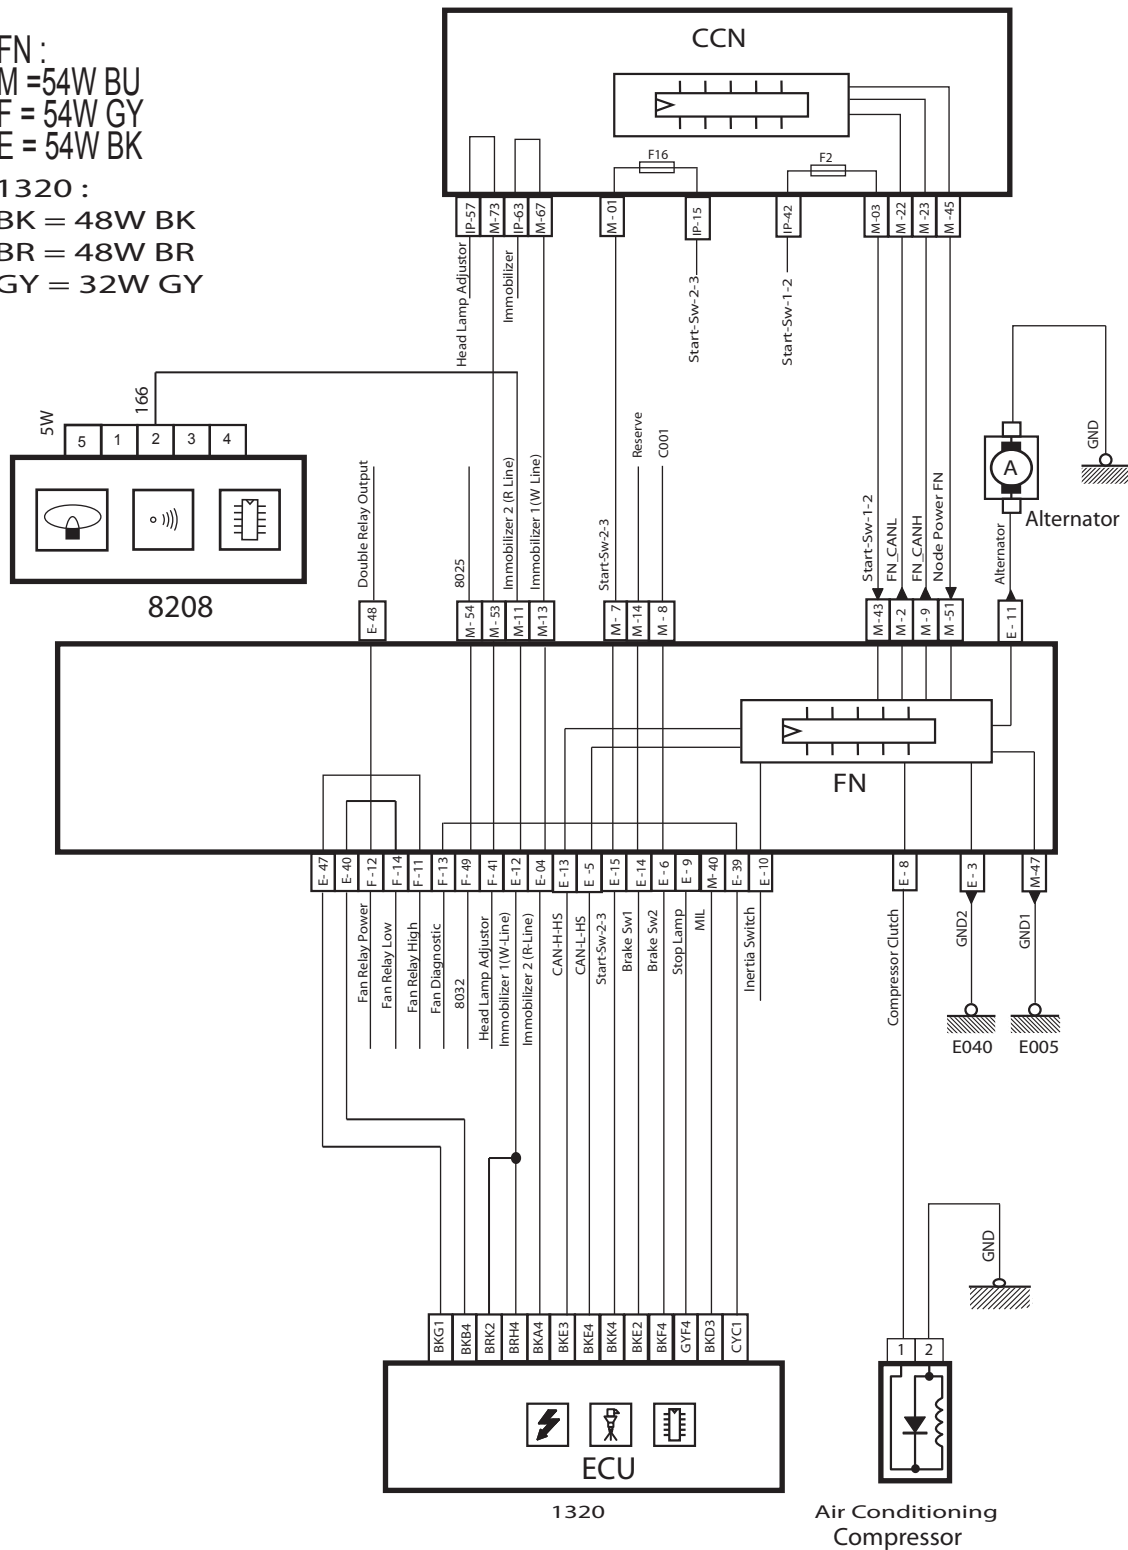 FN :
M =54W BU
F = 54W GY
E = 54W BK
1320 :
BK = 48W BK
BR = 48W BR
GY = 32W GY
CCN
F16
F2
IP-57
M-73
IP-63
M-67
M - 01
IP-15
IP-42
M-03
M -22
M -23
M -45
Head Lamp Adjustor
Immobilizer
Start-Sw-2-3
Start-Sw-1-2
5W
166
5
1
2
3
4
8208
Double Relay Output
8025
Immobilizer 2 (R Line)
Immobilizer 1(W Line)
Start-Sw-2-3
Reserve
C001
Start-Sw-1-2
FN_CANL
FN_CANH
Node Power FN
Alternator
A
Alternator
GND
E- 48
M - 54
M - 53
M -11
M -13
M - 7
M -14
M - 8
M -43
M -2
M - 9
M -51
E - 11
FN
E- 47
E- 40
F -12
F -14
F -11
F - 13
F- 49
F- 41
E -12
E- 04
E -13
E -5
E -15
E -14
E - 6
E - 9
M- 40
E- 39
E - 10
E - 8
E - 3
M-47
Fan Relay Power
Fan Relay Low
Fan Relay High
Fan Diagnostic
8032
Head Lamp Adjustor
Immobilizer 1(W-Line)
Immobilizer 2 (R-Line)
CAN-H-HS
CAN-L-HS
Start-Sw-2-3
Brake Sw1
Brake Sw2
Stop Lamp
MIL
Inertia Switch
Compressor Clutch
GND2
GND1
E040
E005
GND
BKG1
BKB4
BRK2
BRH4
BKA4
BKE3
BKE4
BKK4
BKE2
BKF4
GYF4
BKD3
CYC1
1
2
ECU
1320
Air Conditioning
Compressor